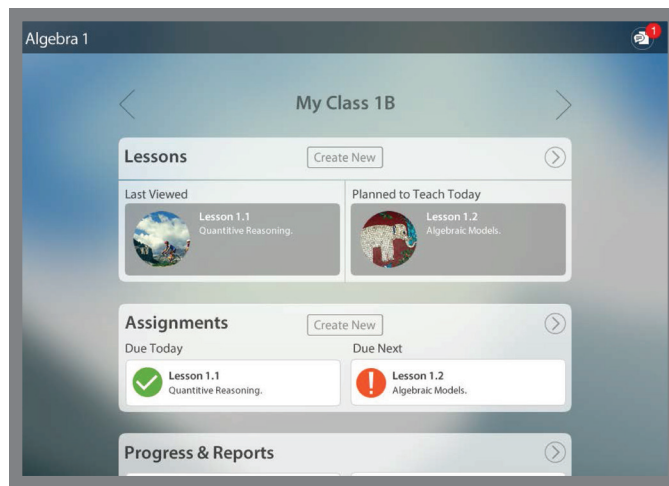 Algebra 1
1
My Class 1B
Lessons
Create New
Last Viewed
Planned to Teach Today
Lesson 1.1
Quantitive Reasoning.
Lesson 1.2
Algebraic Models.
Assignments
Create New
Due Today
Due Next
Lesson 1.1
Quantitive Reasoning.
Lesson 1.2
Algebraic Models.
Progress & Reports